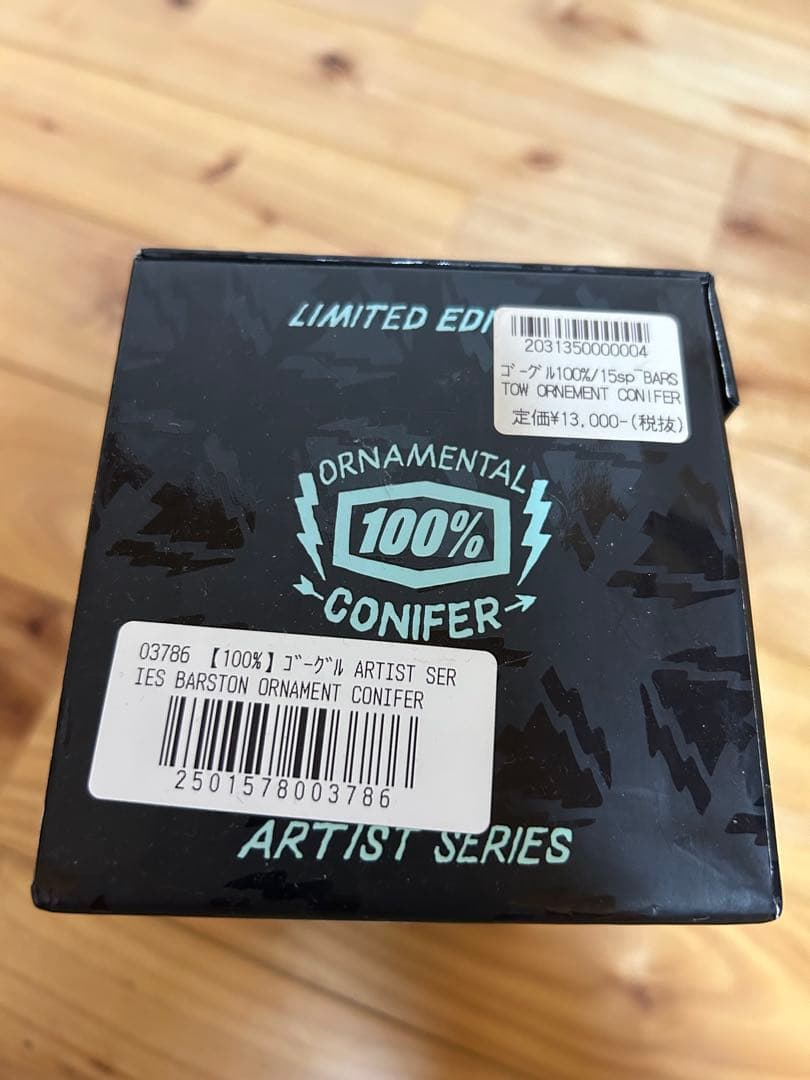 LIMITED EDI
2031350000004
ｺﾞｰｸﾞﾙ100%/15sp BARS
TOW ORNEMENT CONIFER
定価¥13,000-(税抜)
ORNAMENTAL
100%
CONIFER
03786 【100%】ｺﾞｰｸﾞﾙ ARTIST SER
IES BARSTON ORNAMENT CONIFER
2501578003786
ARTIST SERIES